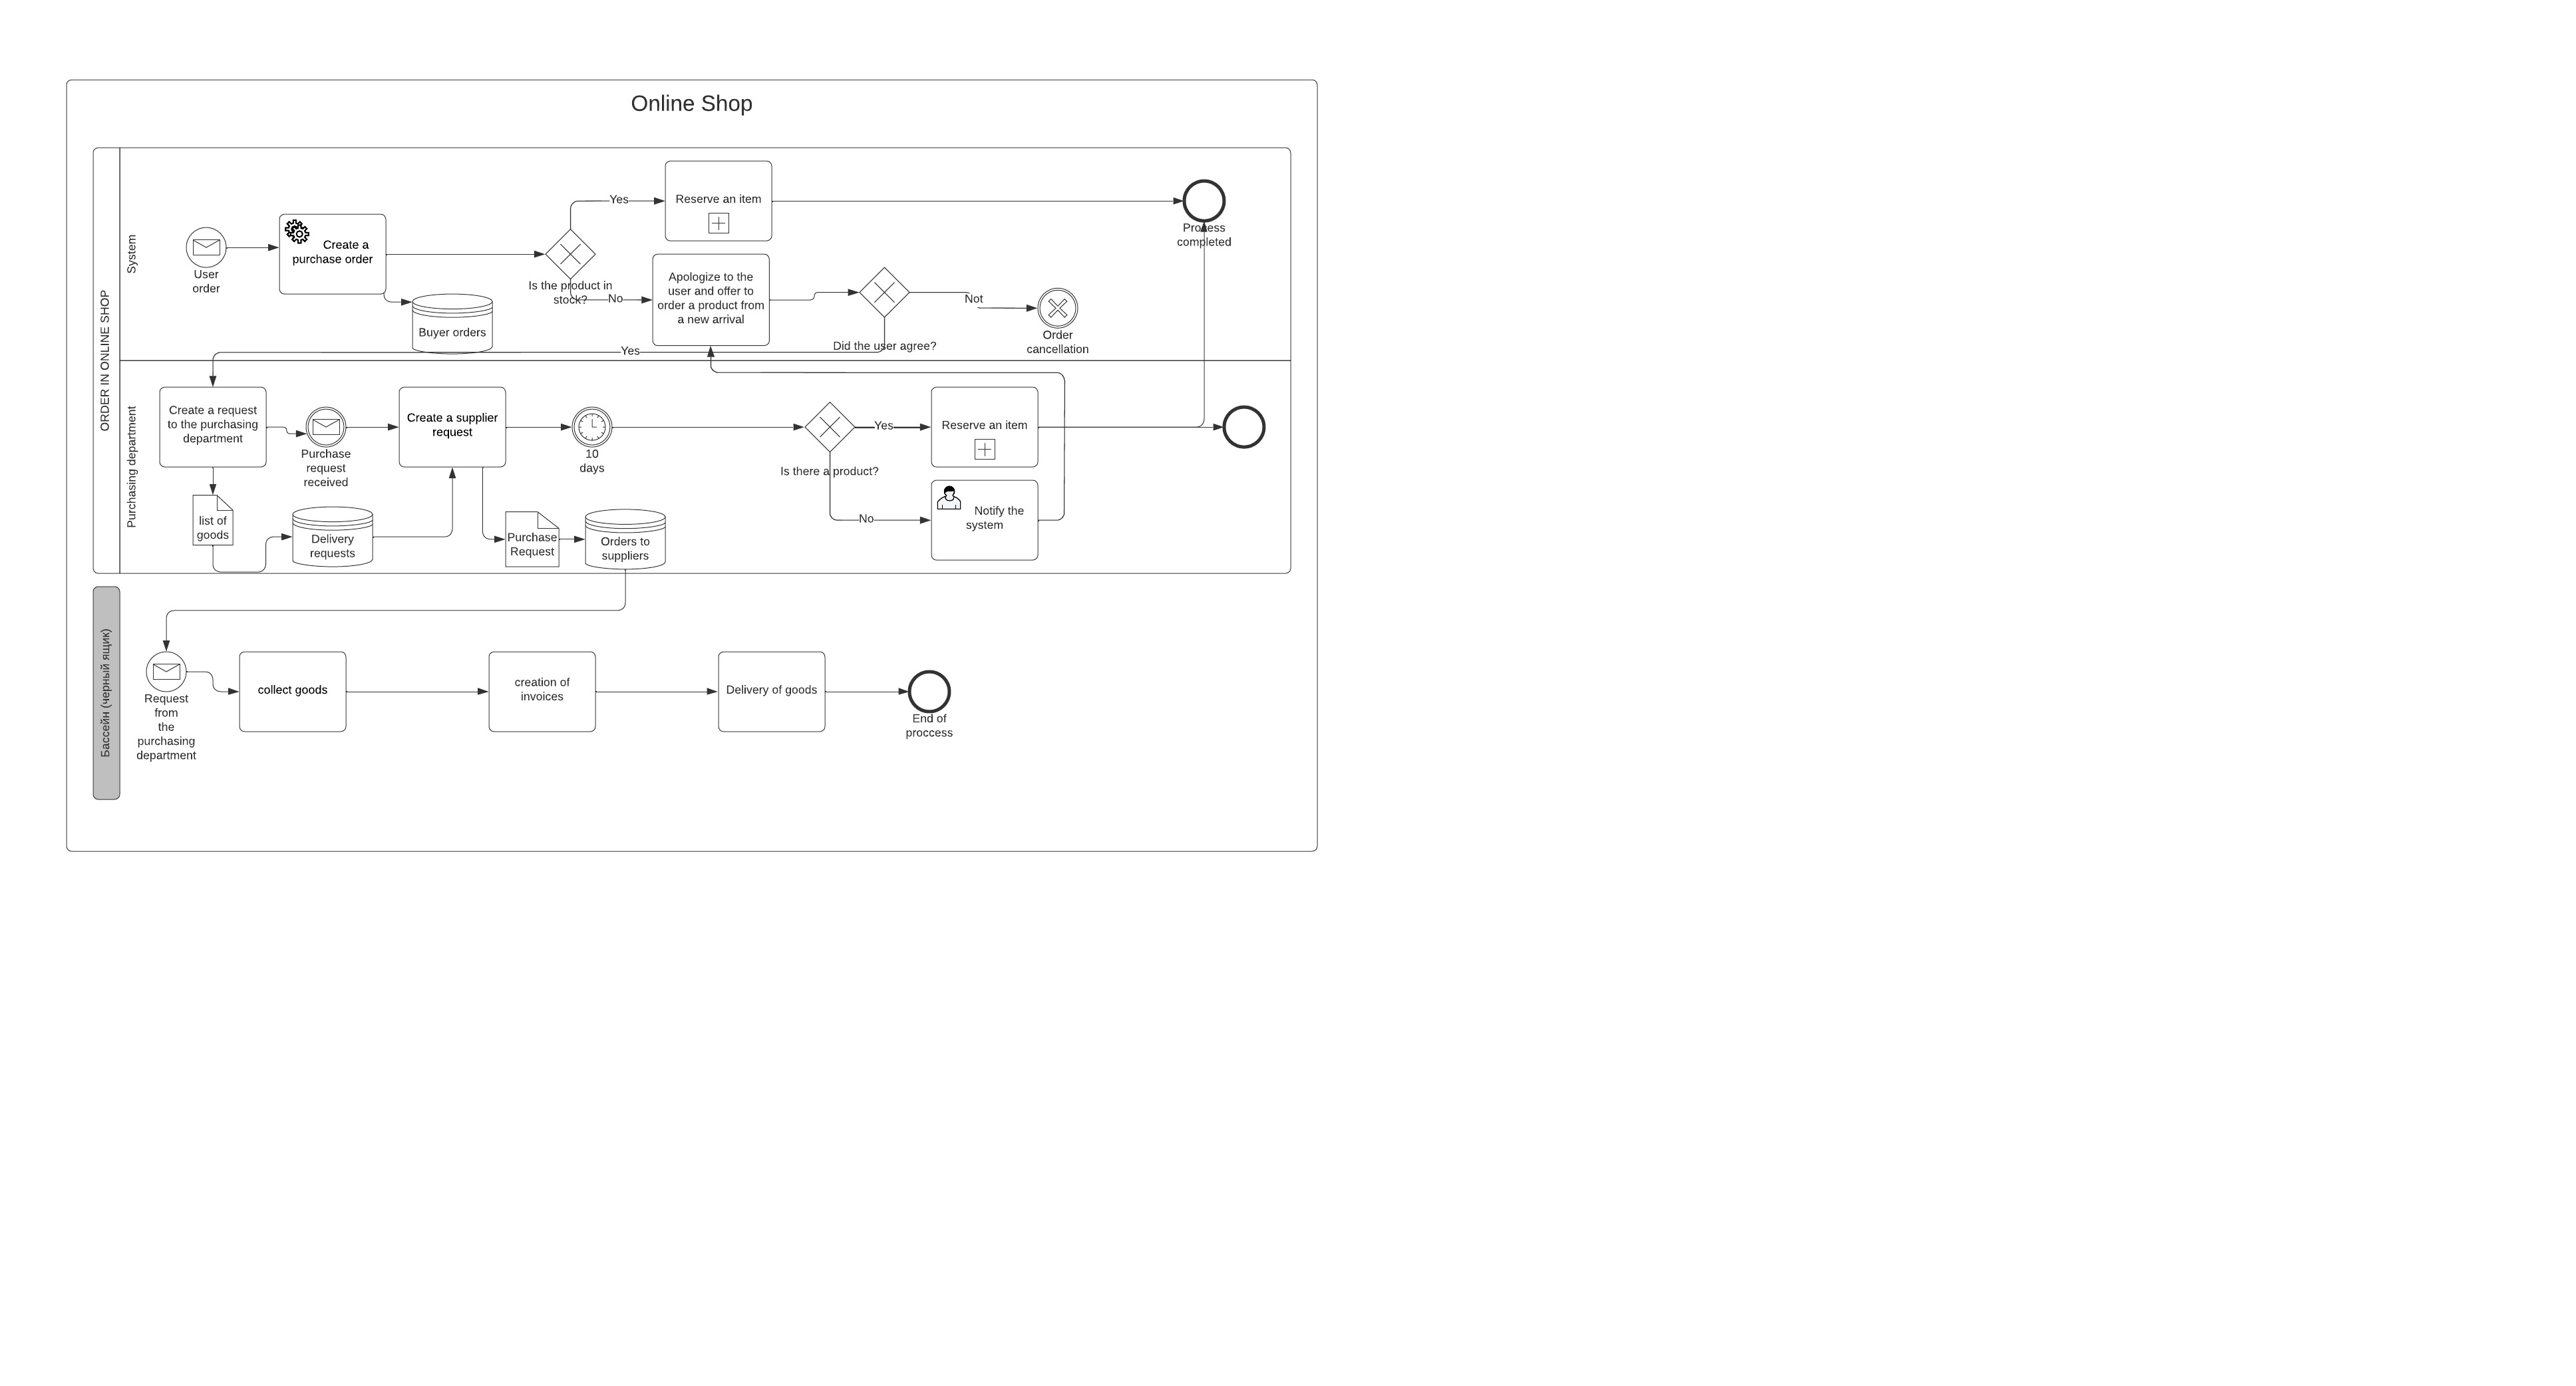 Online Shop
ORDER IN ONLINE SHOP
System
User
order
Create a
purchase order
Buyer orders
Is the product in
stock?
Yes
No
Reserve an item
Apologize to the
user and offer to
order a product from
a new arrival
Did the user agree?
Not
Yes
Order
cancellation
Process
completed
Purchasing department
Create a request
to the purchasing
department
Purchase
request
received
Create a supplier
request
10
days
list of
goods
Delivery
requests
Purchase
Request
Orders to
suppliers
Is there a product?
Yes
No
Reserve an item
Notify the
system
Бассейн (черный ящик)
Request
from
the
purchasing
department
collect goods
creation of
invoices
Delivery of goods
End of
proccess